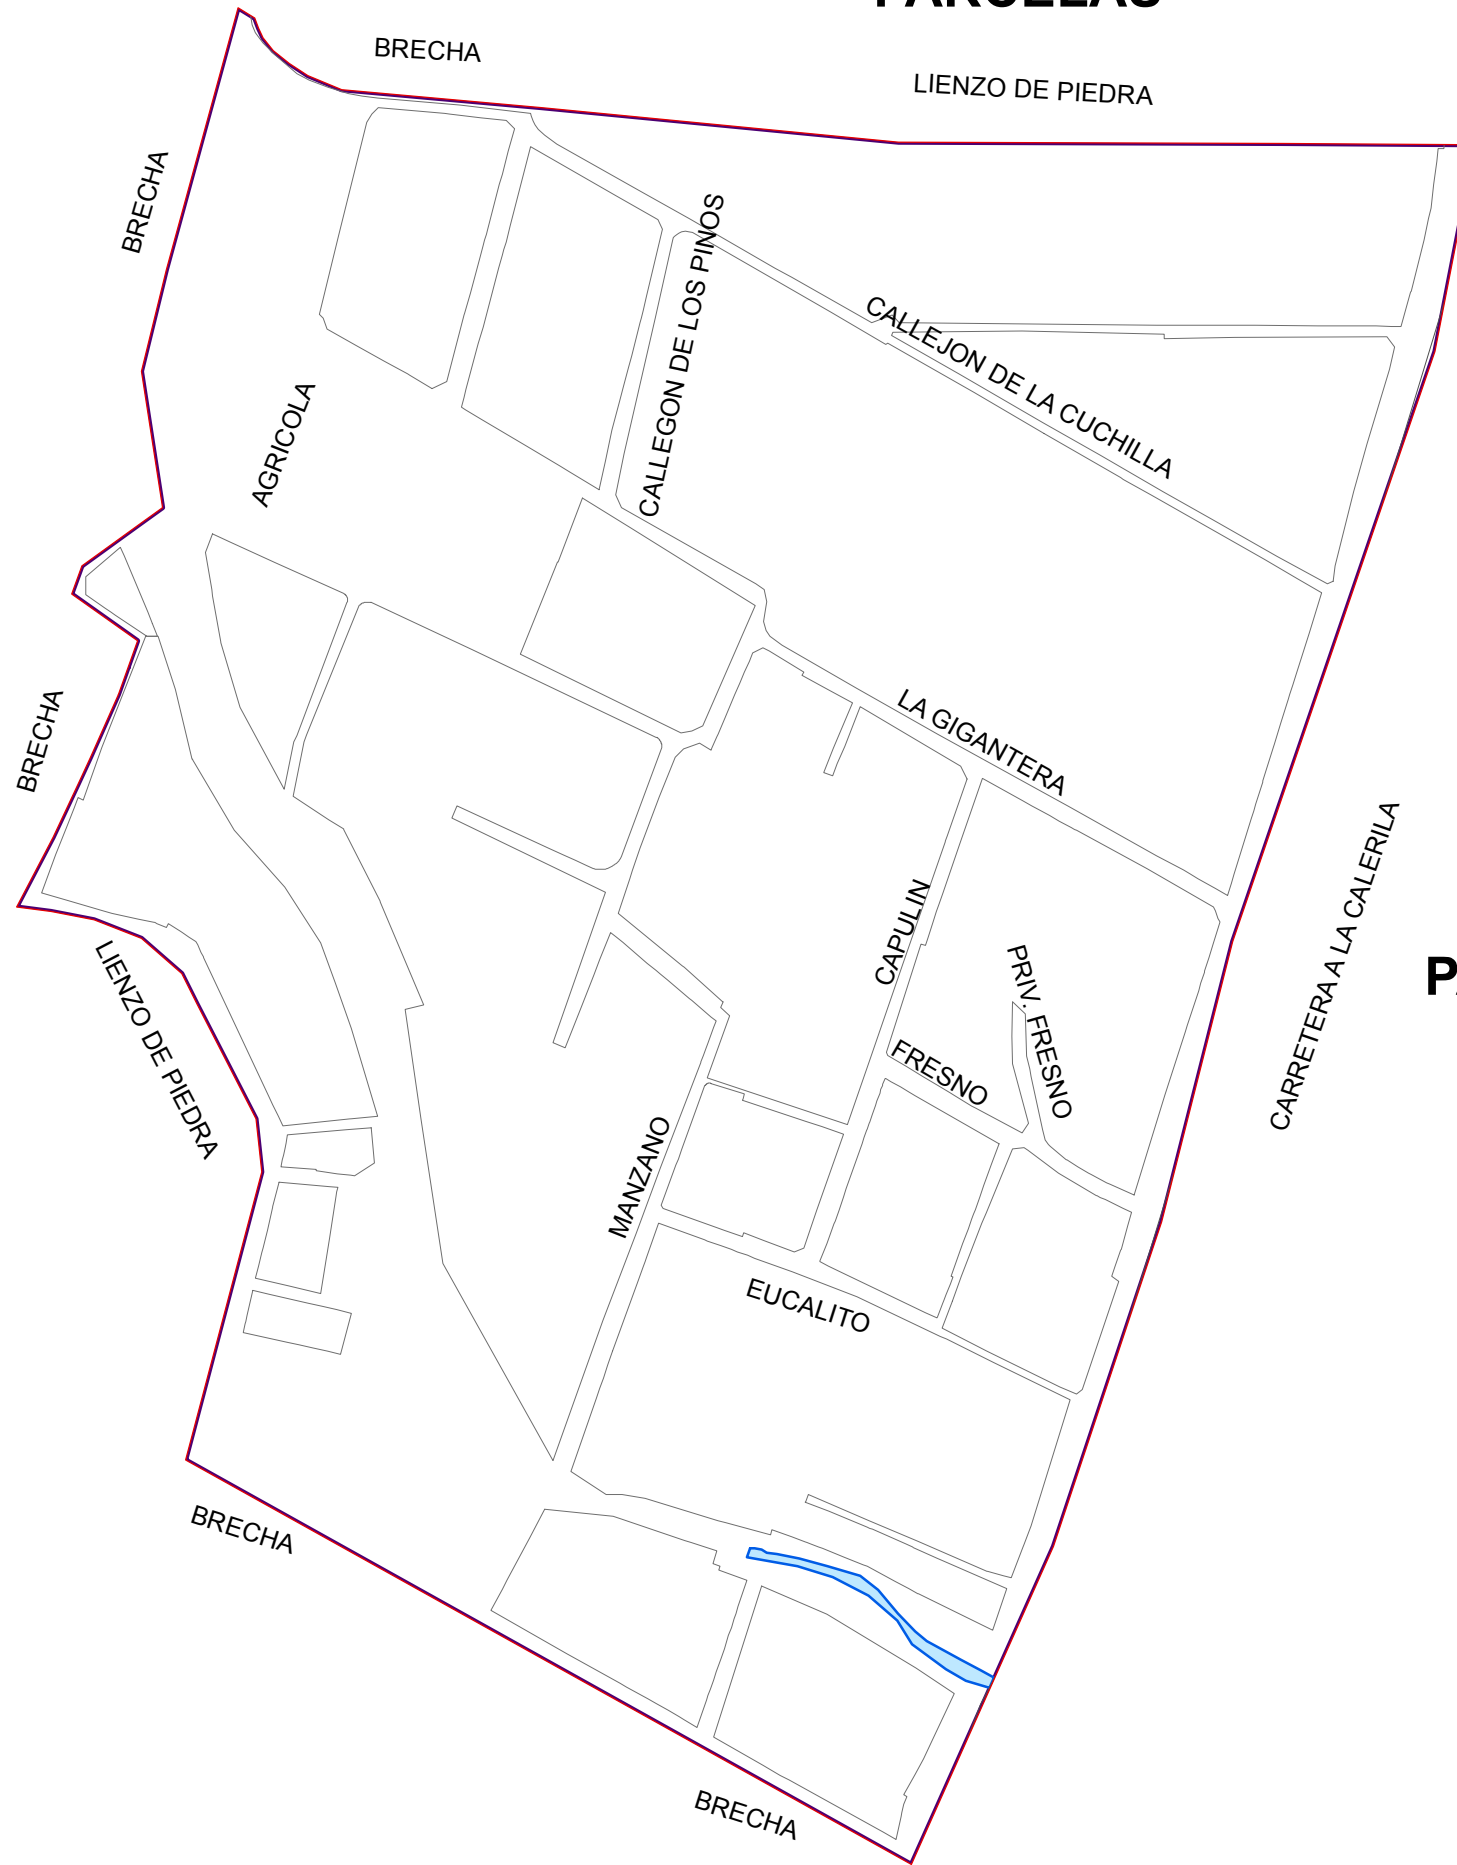 PARCELAS
BRECHA
LIENZO DE PIEDRA
BRECHA
CALLEGON DE LOS PINOS
CALLEJON DE LA CUCHILLA
AGRICOLA
BRECHA
LA GIGANTERA
CARRETERA A LA CALERILA
CAPULIN
LIENZO DE PIEDRA
PRIV. FRESNO
FRESNO
MANZANO
EUCALITO
BRECHA
BRECHA